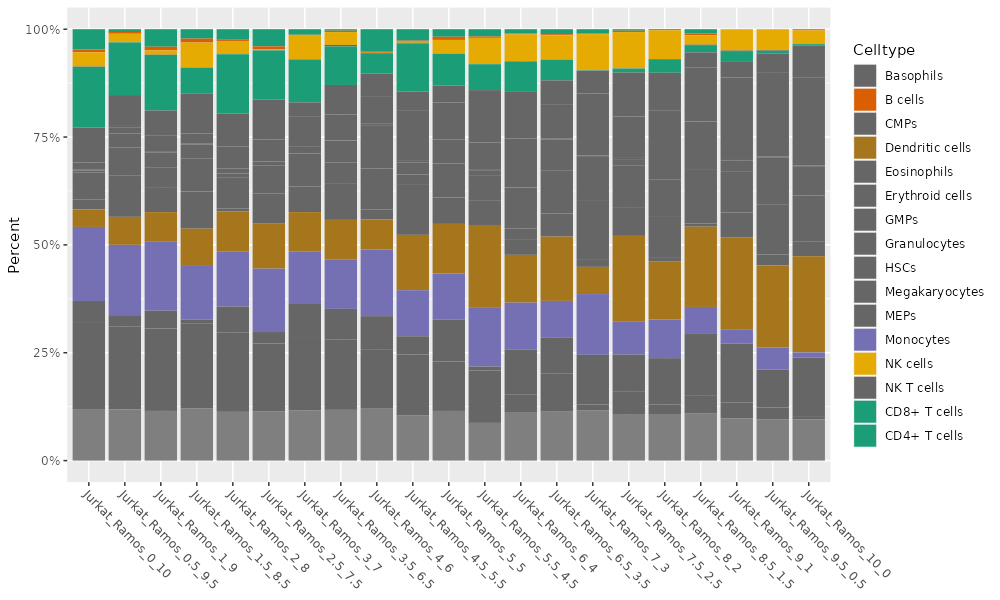 100%
75%
50%
25%
0%
Percent
Jurkat_Ramos_0_10
Jurkat_Ramos_0.5_9.5
Jurkat_Ramos_1_9
Jurkat_Ramos_1.5_8.5
Jurkat_Ramos_2_8
Jurkat_Ramos_2.5_7.5
Jurkat_Ramos_3_7
Jurkat_Ramos_3.5_6.5
Jurkat_Ramos_4_6
Jurkat_Ramos_4.5_5.5
Jurkat_Ramos_5_5
Jurkat_Ramos_5.5_4.5
Jurkat_Ramos_6_4
Jurkat_Ramos_6.5_3.5
Jurkat_Ramos_7_3
Jurkat_Ramos_7.5_2.5
Jurkat_Ramos_8_2
Jurkat_Ramos_8.5_1.5
Jurkat_Ramos_9_1
Jurkat_Ramos_9.5_0.5
Jurkat_Ramos_10_0
Celltype
Basophils
B cells
CMPs
Dendritic cells
Eosinophils
Erythroid cells
GMPs
Granulocytes
HSCs
Megakaryocytes
MEPs
Monocytes
NK cells
NK T cells
CD8+ T cells
CD4+ T cells